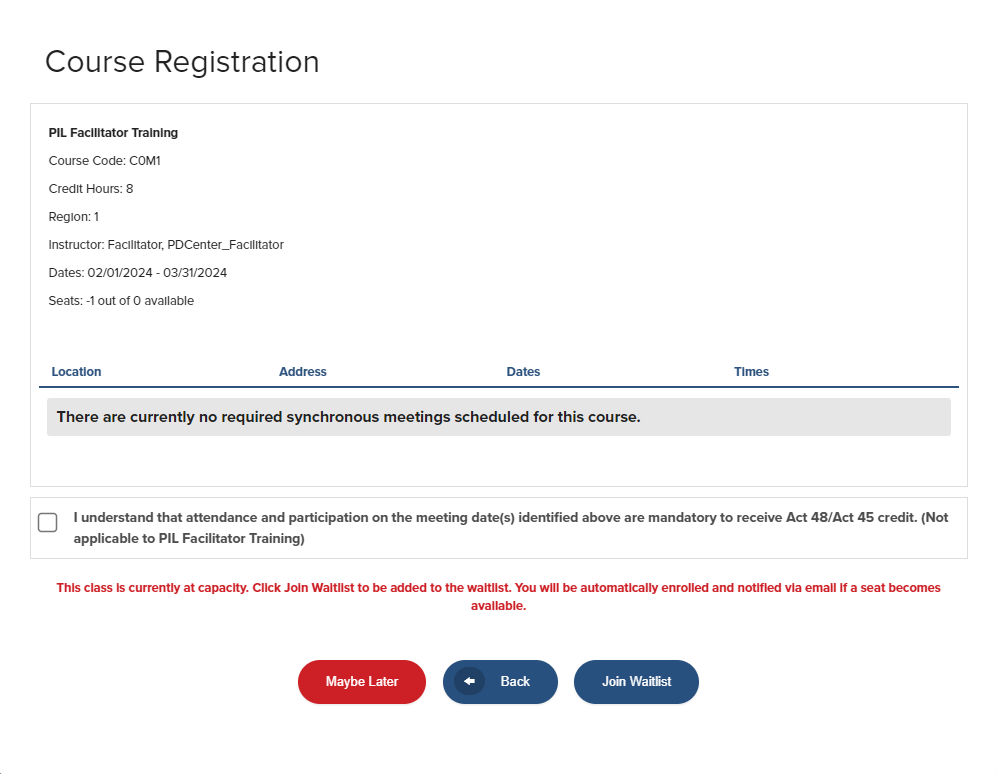 Course Registration
PIL Facilitator Training
Course Code: C0M1
Credit Hours: 8
Region: 1
Instructor: Facilitator, PDCenter_Facilitator
Dates: 02/01/2024 - 03/31/2024
Seats: -1 out of 0 available
Location Address Dates Times
There are currently no required synchronous meetings scheduled for this course.
I understand that attendance and participation on the meeting date(s) identified above are mandatory to receive Act 48/Act 45 credit. (Not
applicable to PIL Facilitator Training)
This class is currently at capacity. Click Join Waitlist to be added to the waitlist. You will be automatically enrolled and notified via email if a seat becomes
available.
Maybe Later Back Join Waitlist